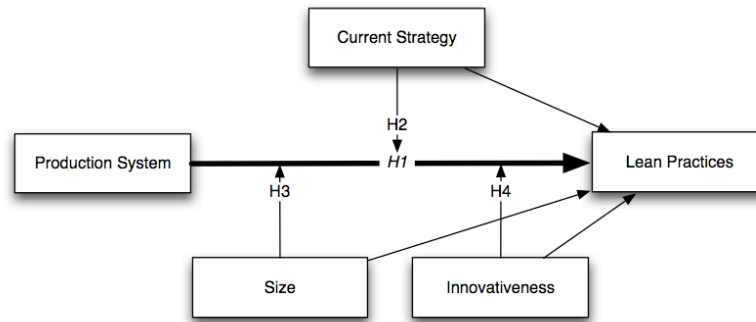 Current Strategy
H2
Production System
H1
Lean Practices
H3
H4
Size
Innovativeness